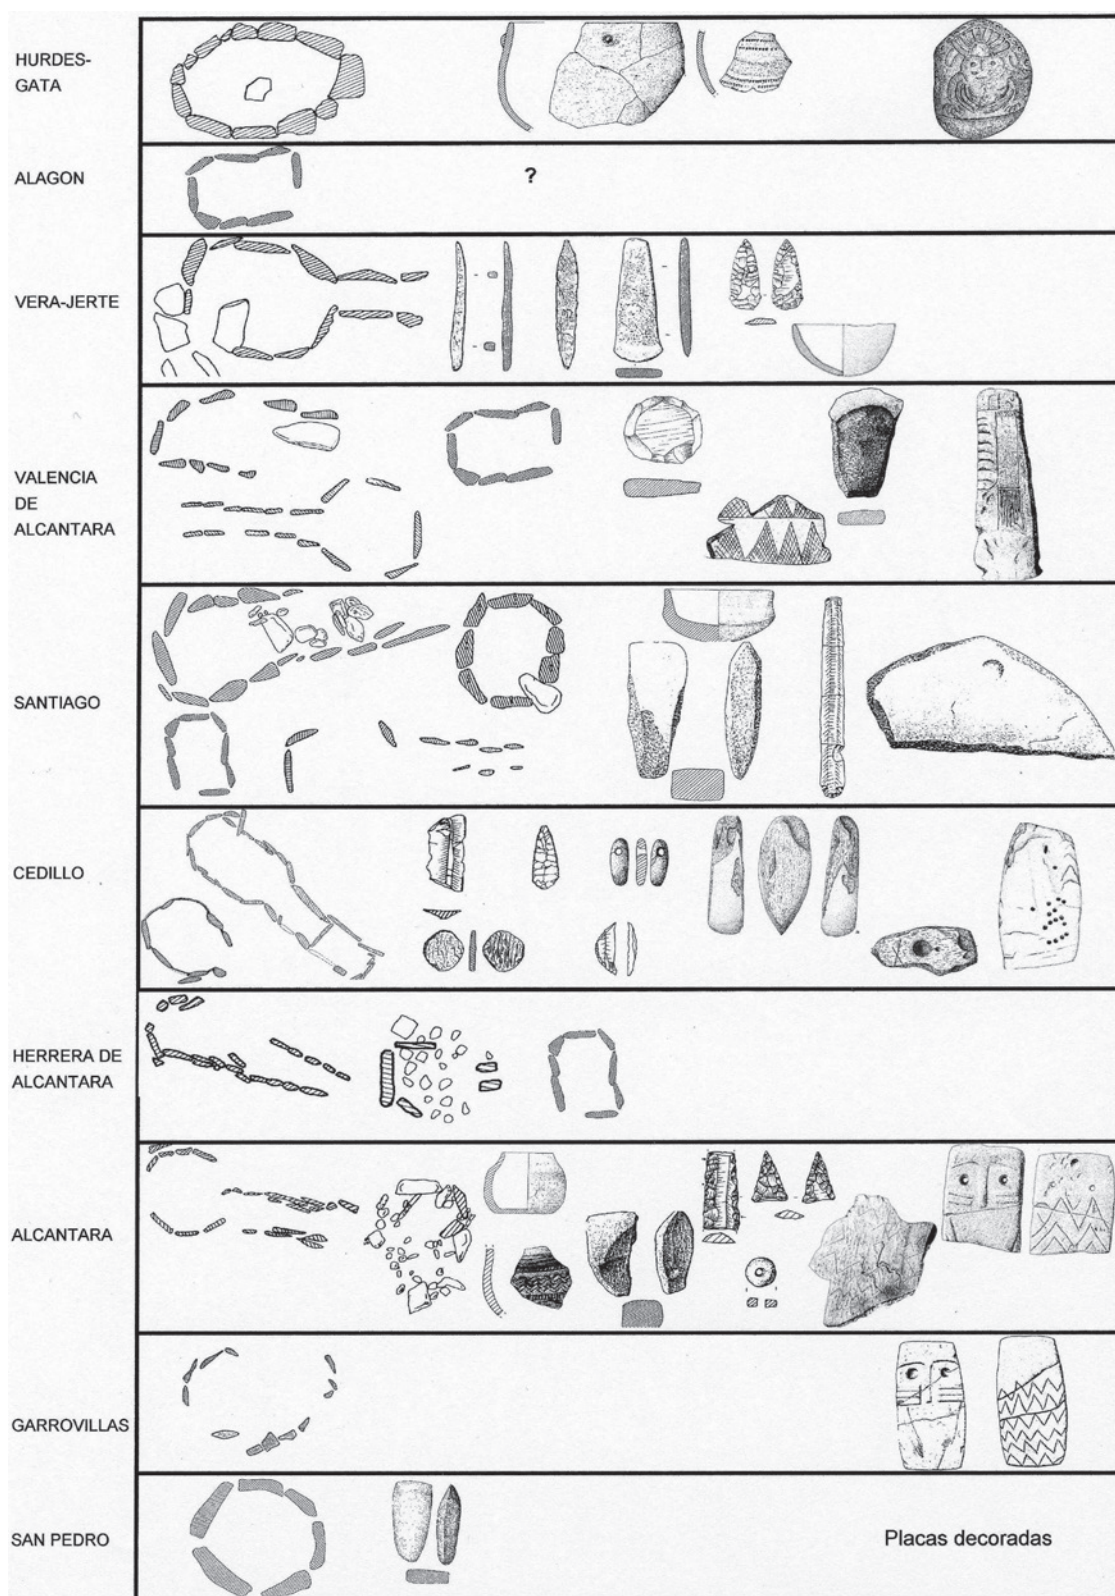 HURDES-
GATA
ALAGON
?
VERA-JERTE
VALENCIA
DE
ALCANTARA
SANTIAGO
CEDILLO
HERRERA DE
ALCANTARA
ALCANTARA
GARROVILLAS
SAN PEDRO
Placas decoradas